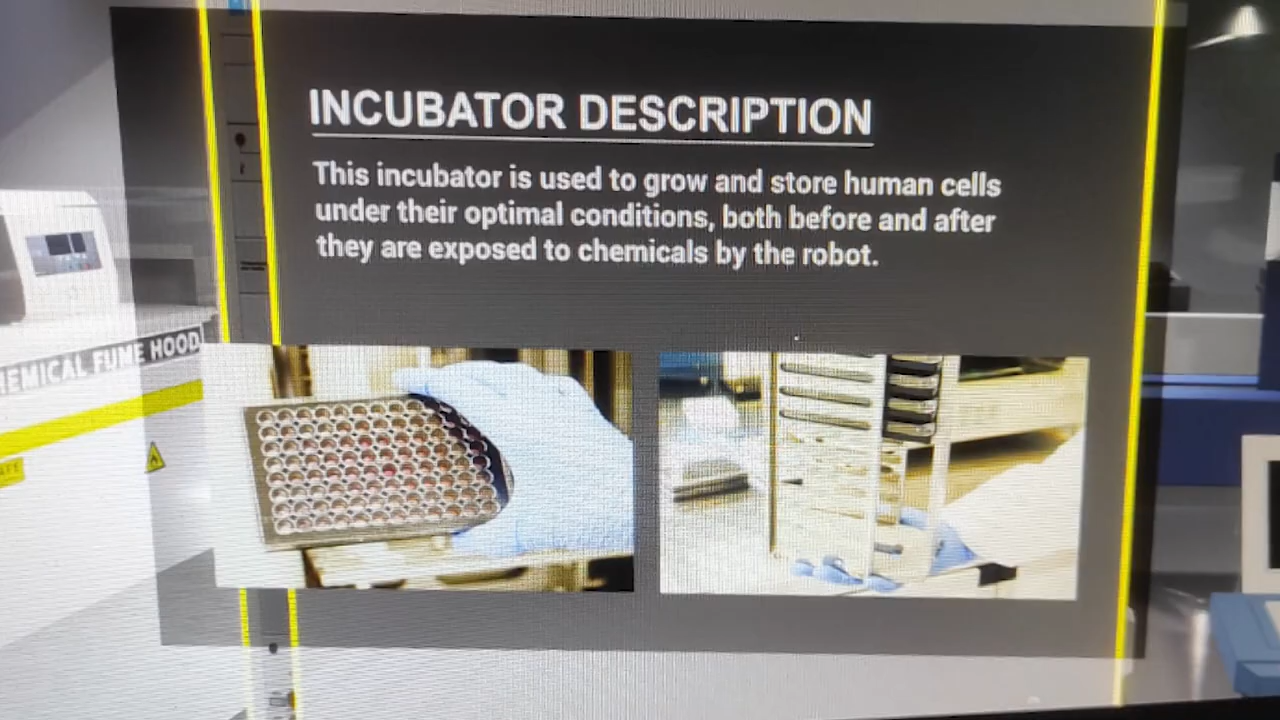 INCUBATOR DESCRIPTION
This incubator is used to grow and store human cells
under their optimal conditions, both before and after
they are exposed to chemicals by the robot.
HEMICAL FUME HOOD